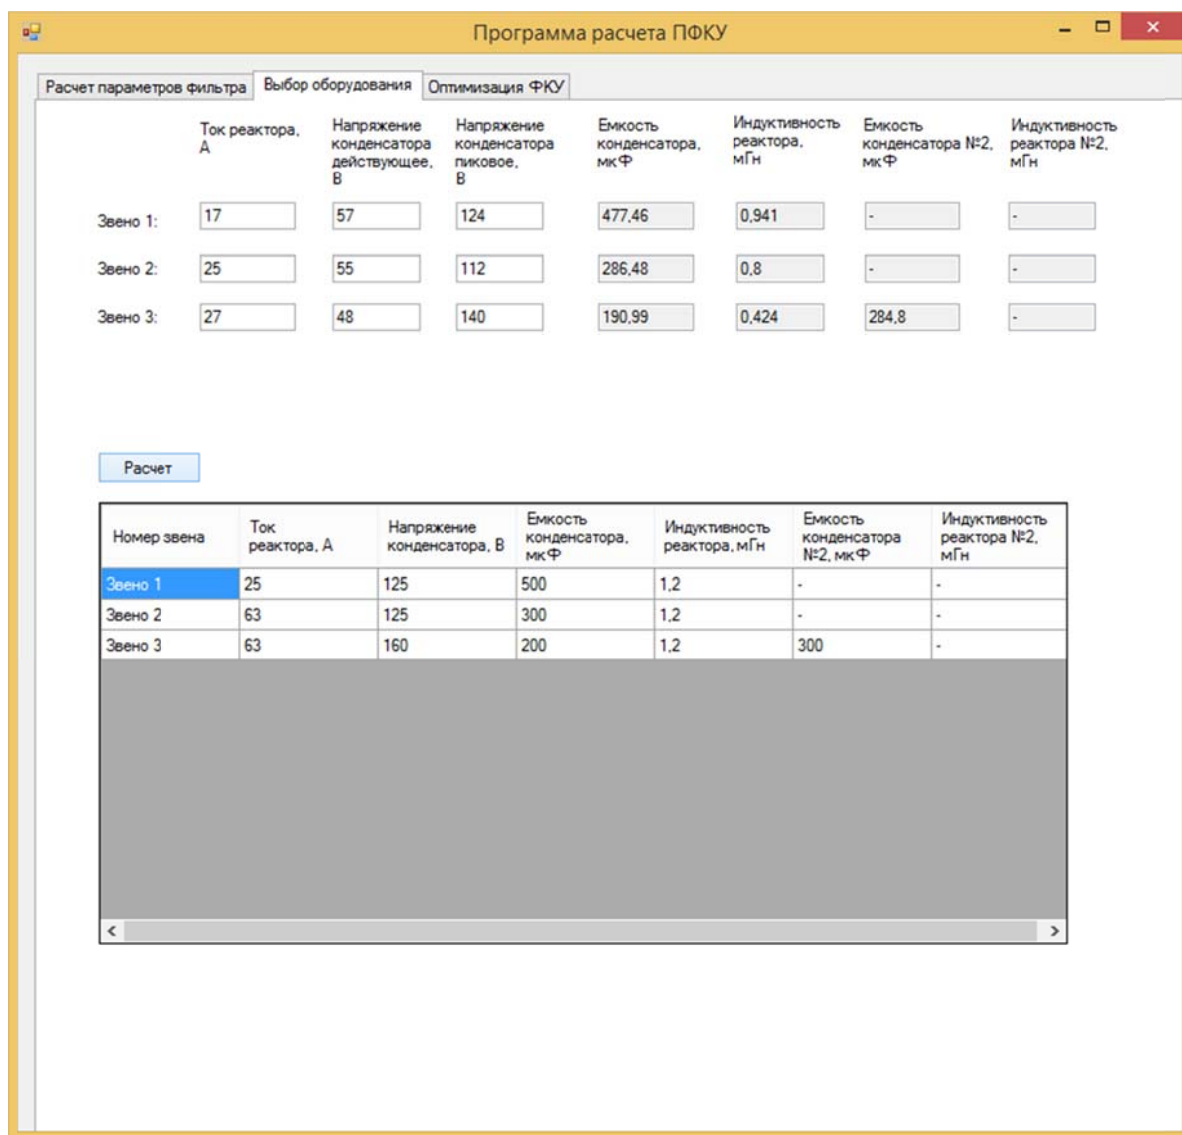 Программа расчета ПФКУ
Расчет параметров фильтра Выбор оборудования Оптимизация ФКУ
Ток реактора, А
Напряжение конденсатора действующее, В
Напряжение конденсатора пиковое, В
Емкость конденсатора, мкФ
Индуктивность реактора, мГн
Емкость конденсатора №2, мкФ
Индуктивность реактора №2, мГн
Звено 1: 17 57 124 477,46 0,941 - -
Звено 2: 25 55 112 286,48 0,8 - -
Звено 3: 27 48 140 190,99 0,424 284,8 -
Расчет
Номер звена
Ток реактора, А
Напряжение конденсатора, В
Емкость конденсатора, мкФ
Индуктивность реактора, мГн
Емкость конденсатора №2, мкФ
Индуктивность реактора №2, мГн
Звено 1 25 125 500 1,2 - -
Звено 2 63 125 300 1,2 - -
Звено 3 63 160 200 1,2 300 -